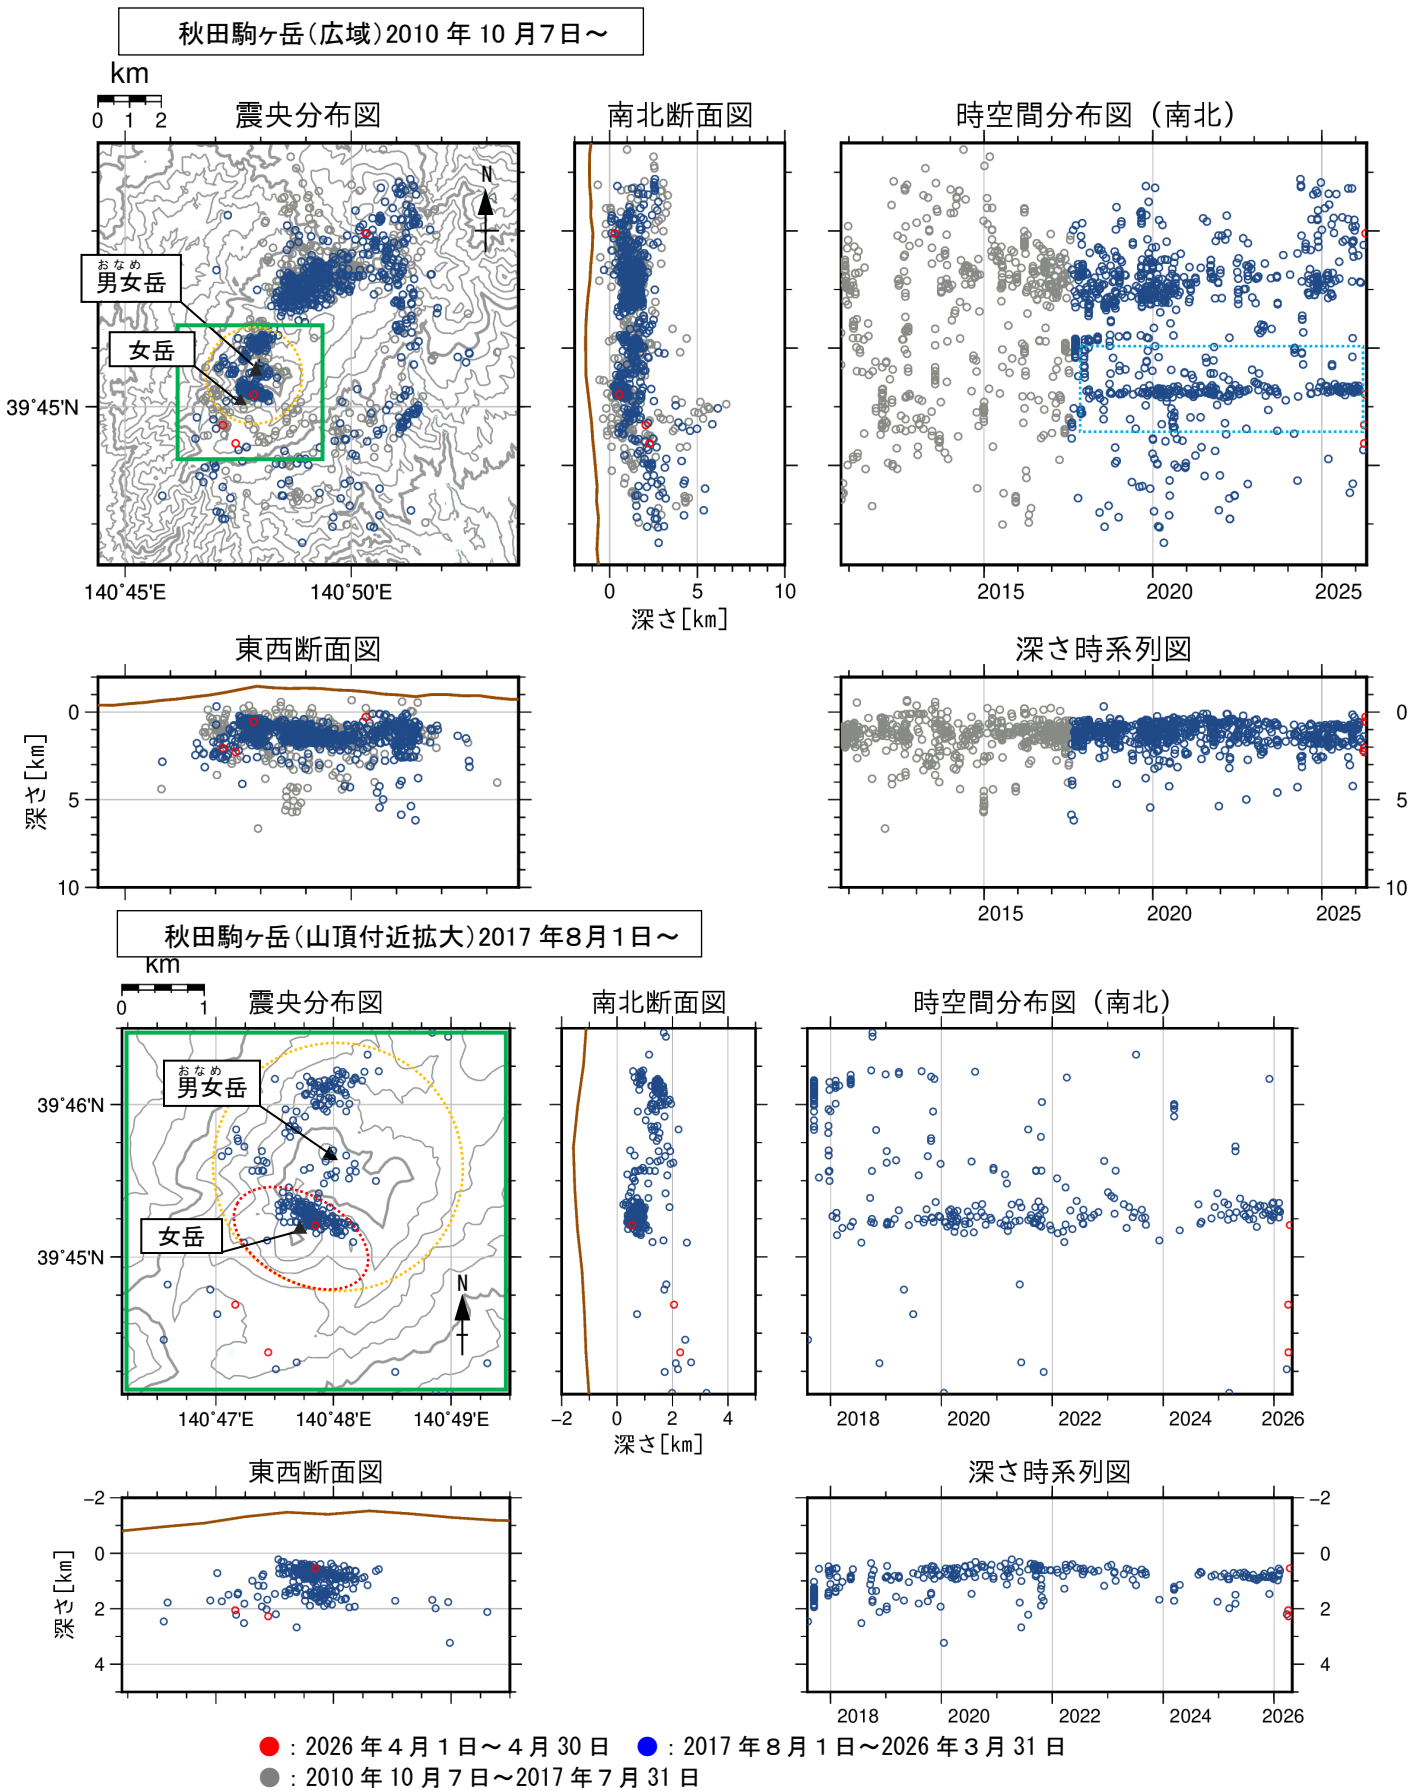 秋田駒ヶ岳（広域）2010 年 10 月７日～
km
0 1 2
震央分布図
南北断面図
時空間分布図（南北）
N
おなめ
男女岳
女岳
39°45'N
140°45'E 140°50'E
0 5 10
深さ[km]
2015 2020 2025
東西断面図
深さ時系列図
0
5
10
深さ[km]
0
5
10
2015 2020 2025
秋田駒ヶ岳（山頂付近拡大）2017 年８月１日～
km
0 1
震央分布図
南北断面図
時空間分布図（南北）
おなめ
男女岳
39°46'N
女岳
39°45'N
N
140°47'E 140°48'E 140°49'E
−2 0 2 4
深さ[km]
2018 2020 2022 2024 2026
東西断面図
深さ時系列図
−2
0
2
4
深さ[km]
−2
0
2
4
2018 2020 2022 2024 2026
：2026 年４月１日～４月 30 日 ：2017 年８月１日～2026 年３月 31 日
：2010 年 10 月７日～2017 年７月 31 日